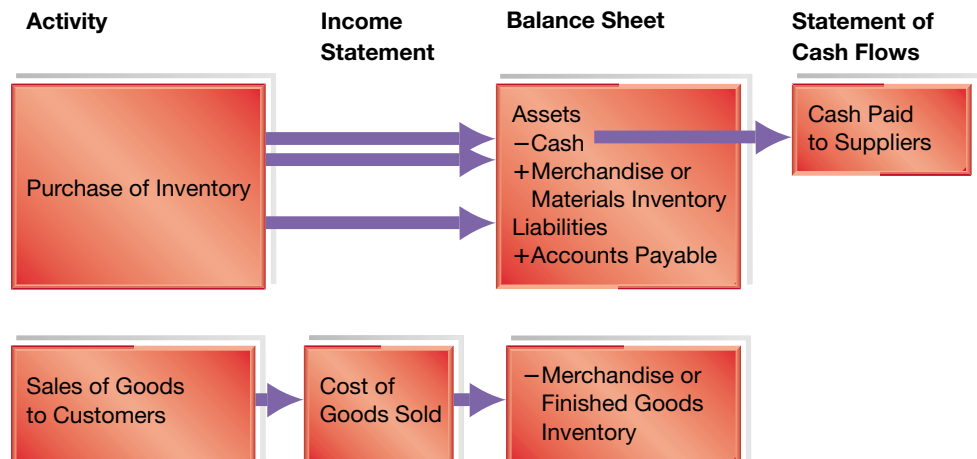 Activity
Income
Statement
Balance Sheet
Statement of
Cash Flows
Purchase of Inventory
Assets
−Cash
+Merchandise or
Materials Inventory
Liabilities
+Accounts Payable
Cash Paid
to Suppliers
Sales of Goods
to Customers
Cost of
Goods Sold
−Merchandise or
Finished Goods
Inventory